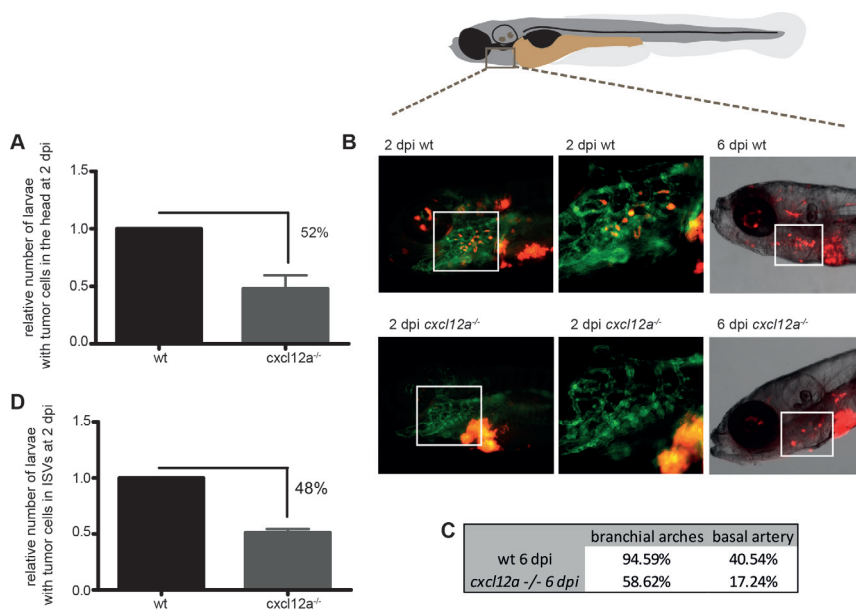 A
relative number of larvae
with tumor cells in the head at 2 dpi
1.5
1.0
0.5
0.0
52%
wt
cxcl12a-/-
B
2 dpi wt
2 dpi wt
6 dpi wt
2 dpi cxcl12a-/-
2 dpi cxcl12a-/-
6 dpi cxcl12a-/-
D
relative number of larvae
with tumor cells in ISVs at 2 dpi
1.5
1.0
0.5
0.0
48%
wt
cxcl12a-/-
C
branchial arches basal artery
wt 6 dpi 94.59% 40.54%
cxcl12a -/- 6 dpi 58.62% 17.24%